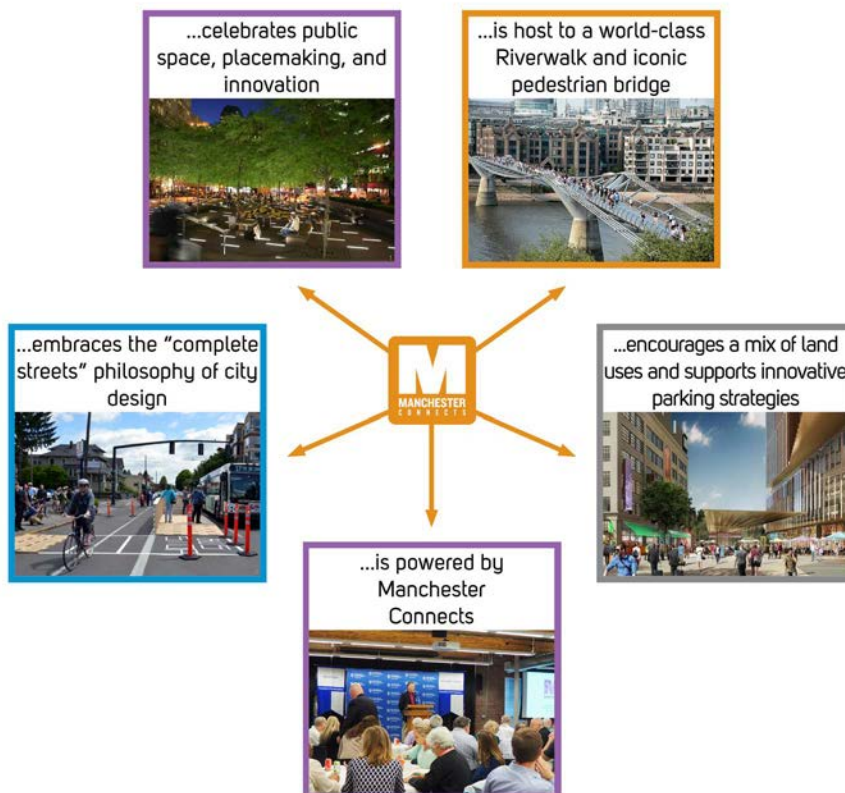 ...celebrates public
space, placemaking, and
innovation
...is host to a world-class
Riverwalk and iconic
pedestrian bridge
...embraces the “complete
streets” philosophy of city
design
M
MANCHESTER
CONNECTS
...encourages a mix of land
uses and supports innovative
parking strategies
...is powered by
Manchester
Connects